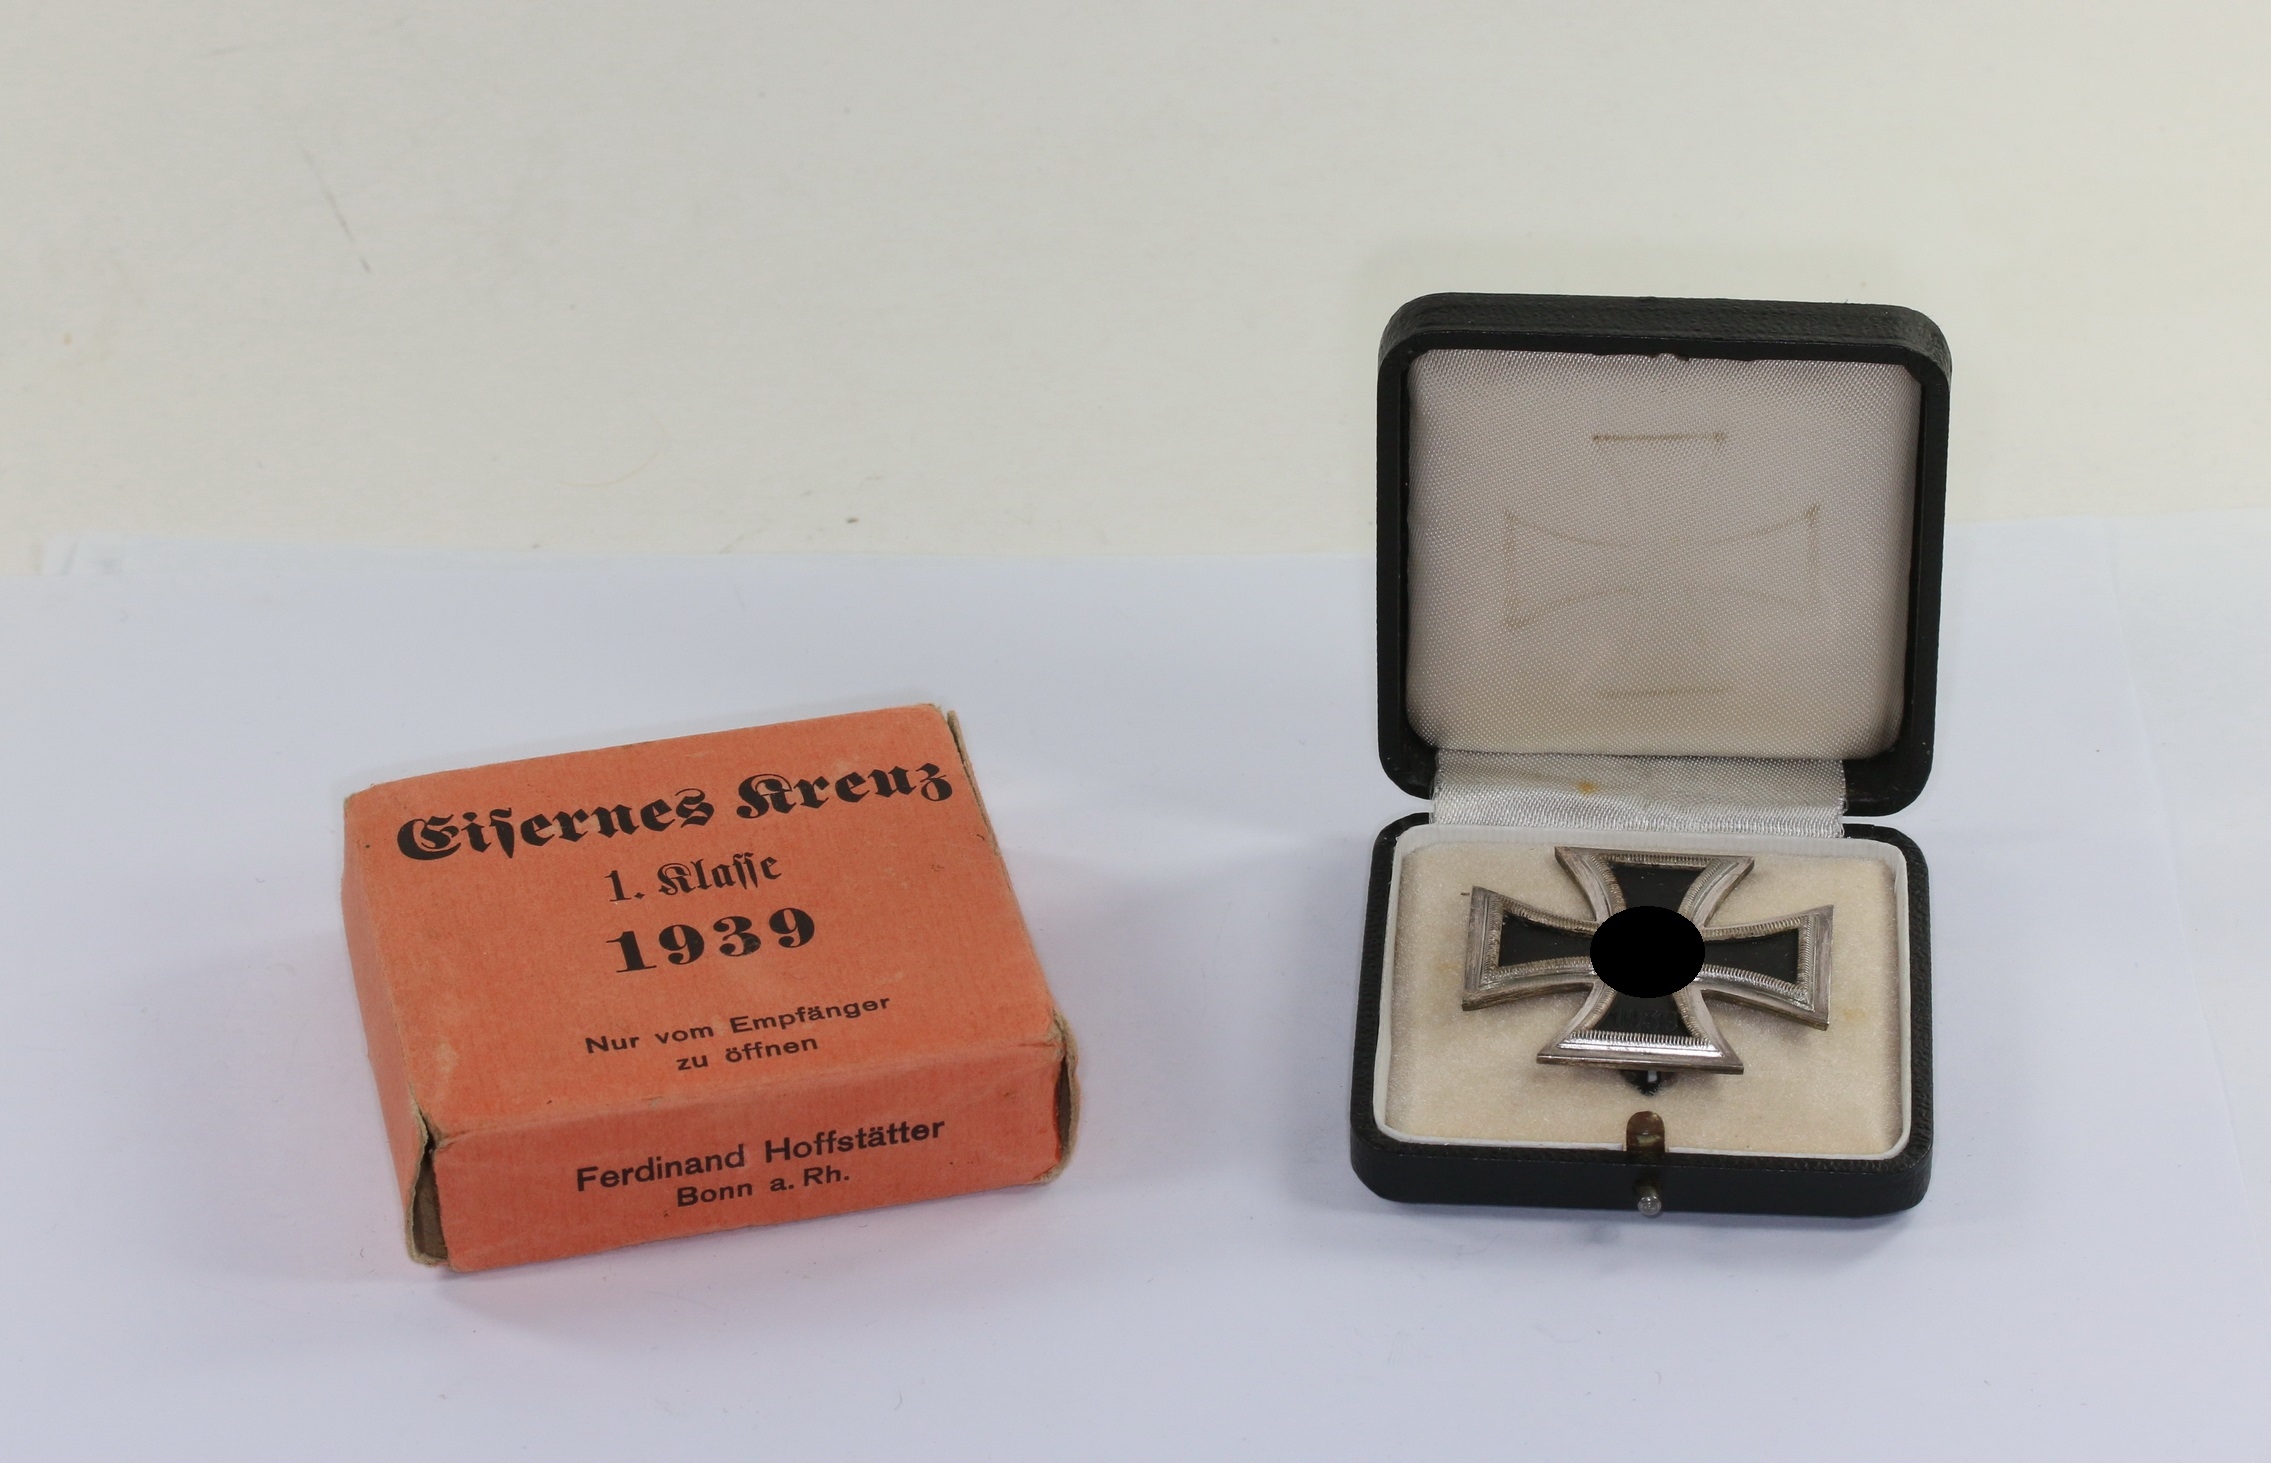 Eiſernes Kreuz
1. Klaſſe
1939
Nur vom Empfänger
zu öffnen
Ferdinand Hoffstätter
Bonn a. Rh.